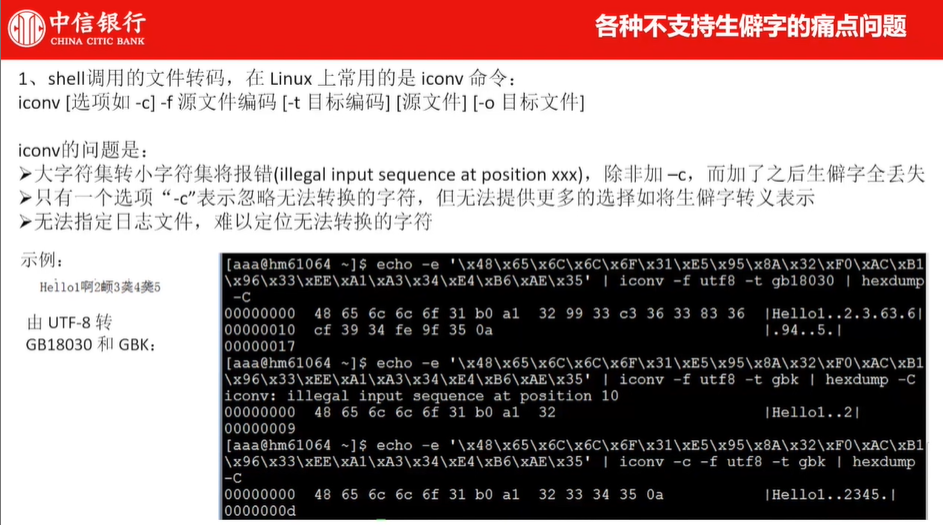 中信银行
CHINA CITIC BANK
各种不支持生僻字的痛点问题
1、shell调用的文件转码，在 Linux 上常用的是 iconv 命令：
iconv [选项如 -c] -f 源文件编码 [-t 目标编码] [源文件] [-o 目标文件]
iconv的问题是：
➢大字符集转小字符集将报错(illegal input sequence at position xxx)，除非加 –c，而加了之后生僻字全丢失
➢只有一个选项“-c”表示忽略无法转换的字符，但无法提供更多的选择如将生僻字转义表示
➢无法指定日志文件，难以定位无法转换的字符
示例：
Hello1啊2𬱖3龚4䶮5
由 UTF-8 转
GB18030 和 GBK：
[aaa@hm61064 ~]$ echo -e '\x48\x65\x6C\x6C\x6F\x31\xE5\x95\x8A\x32\xF0\xAC\xB1
\x96\x33\xEE\xA1\xA3\x34\xE4\xB6\xAE\x35' | iconv -f utf8 -t gb18030 | hexdump
-C
00000000 48 65 6c 6c 6f 31 b0 a1 32 99 33 c3 36 33 83 36 |Hello1..2.3.63.6|
00000010 cf 39 34 fe 9f 35 0a |.94..5.|
00000017
[aaa@hm61064 ~]$ echo -e '\x48\x65\x6C\x6C\x6F\x31\xE5\x95\x8A\x32\xF0\xAC\xB1
\x96\x33\xEE\xA1\xA3\x34\xE4\xB6\xAE\x35' | iconv -f utf8 -t gbk | hexdump -C
iconv: illegal input sequence at position 10
00000000 48 65 6c 6c 6f 31 b0 a1 32 |Hello1..2|
00000009
[aaa@hm61064 ~]$ echo -e '\x48\x65\x6C\x6C\x6F\x31\xE5\x95\x8A\x32\xF0\xAC\xB1
\x96\x33\xEE\xA1\xA3\x34\xE4\xB6\xAE\x35' | iconv -c -f utf8 -t gbk | hexdump
-C
00000000 48 65 6c 6c 6f 31 b0 a1 32 33 34 35 0a |Hello1..2345.|
0000000d